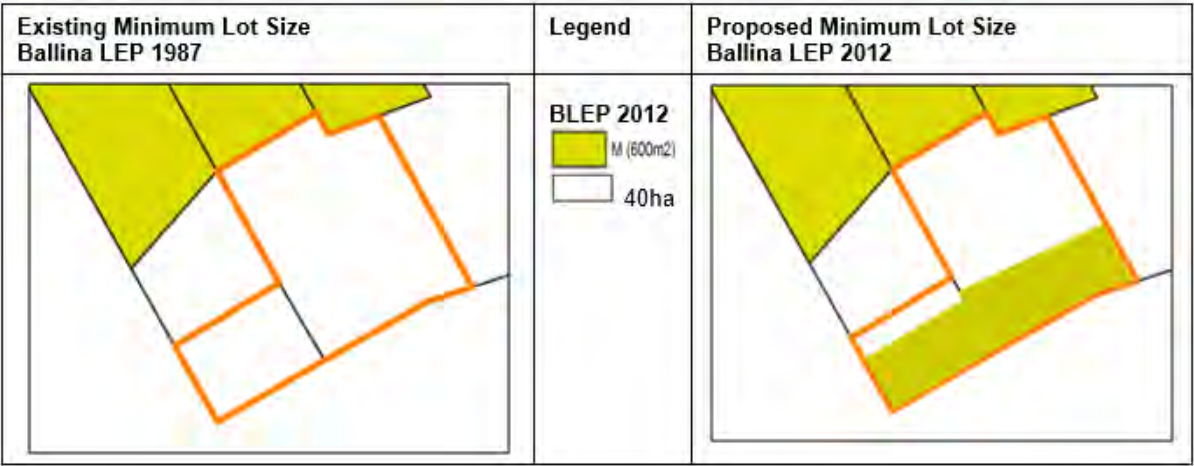 Existing Minimum Lot Size
Ballina LEP 1987
Legend
Proposed Minimum Lot Size
Ballina LEP 2012
BLEP 2012
M (600m2)
40ha